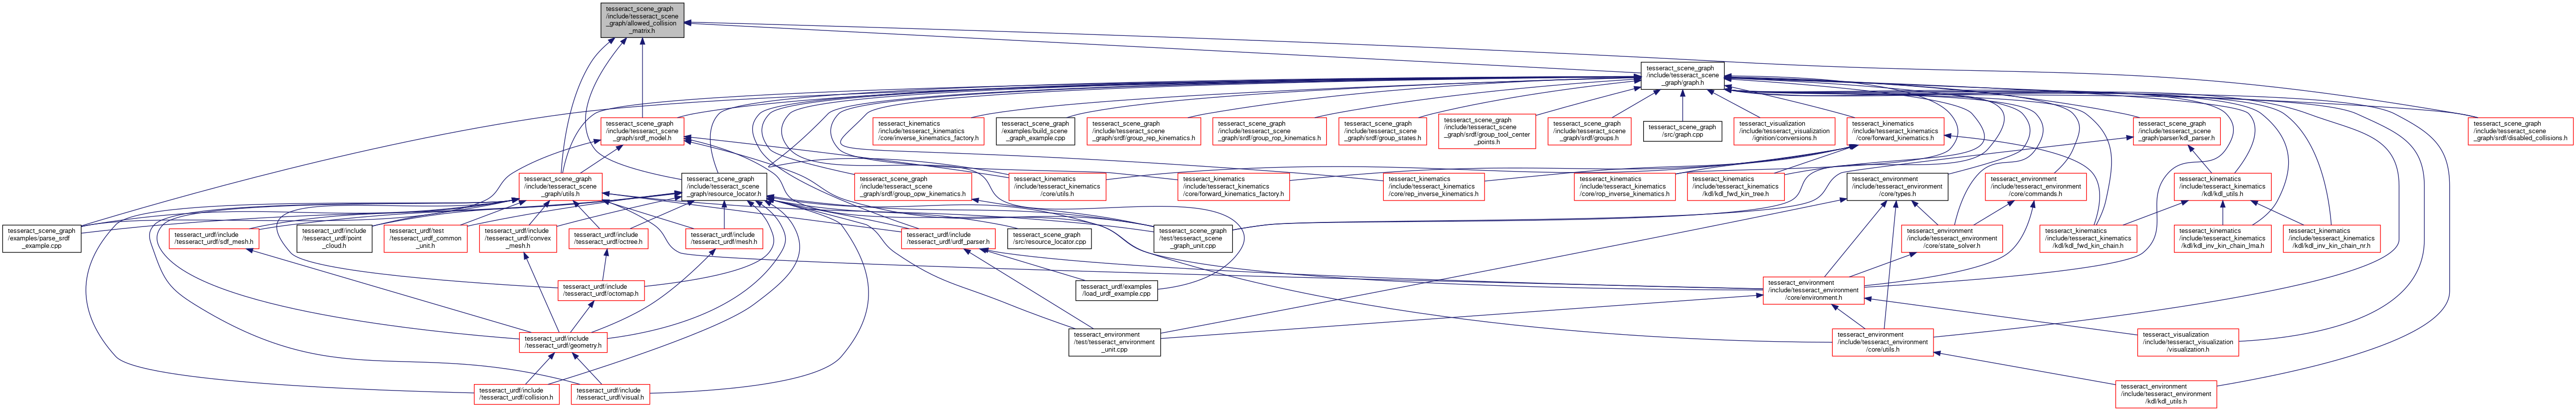 tesseract_scene_graph
/include/tesseract_scene
_graph/allowed_collision
_matrix.h
tesseract_scene_graph
/include/tesseract_scene
_graph/graph.h
tesseract_scene_graph
/include/tesseract_scene
_graph/srdf_model.h
tesseract_kinematics
/include/tesseract_kinematics
/core/inverse_kinematics_factory.h
tesseract_scene_graph
/examples/build_scene
_graph_example.cpp
tesseract_scene_graph
/include/tesseract_scene
_graph/srdf/group_rep_kinematics.h
tesseract_scene_graph
/include/tesseract_scene
_graph/srdf/group_rop_kinematics.h
tesseract_scene_graph
/include/tesseract_scene
_graph/srdf/group_states.h
tesseract_scene_graph
/include/tesseract_scene
_graph/srdf/group_tool_center
_points.h
tesseract_scene_graph
/include/tesseract_scene
_graph/srdf/groups.h
tesseract_scene_graph
/src/graph.cpp
tesseract_visualization
/include/tesseract_visualization
/ignition/conversions.h
tesseract_kinematics
/include/tesseract_kinematics
/core/forward_kinematics.h
tesseract_scene_graph
/include/tesseract_scene
_graph/parser/kdl_parser.h
tesseract_scene_graph
/include/tesseract_scene
_graph/srdf/disabled_collisions.h
tesseract_scene_graph
/include/tesseract_scene
_graph/utils.h
tesseract_scene_graph
/include/tesseract_scene
_graph/resource_locator.h
tesseract_scene_graph
/include/tesseract_scene
_graph/srdf/group_opw_kinematics.h
tesseract_kinematics
/include/tesseract_kinematics
/core/utils.h
tesseract_kinematics
/include/tesseract_kinematics
/core/forward_kinematics_factory.h
tesseract_kinematics
/include/tesseract_kinematics
/core/rep_inverse_kinematics.h
tesseract_kinematics
/include/tesseract_kinematics
/core/rop_inverse_kinematics.h
tesseract_kinematics
/include/tesseract_kinematics
/kdl/kdl_fwd_kin_tree.h
tesseract_environment
/include/tesseract_environment
/core/types.h
tesseract_environment
/include/tesseract_environment
/core/commands.h
tesseract_kinematics
/include/tesseract_kinematics
/kdl/kdl_utils.h
tesseract_scene_graph
/examples/parse_srdf
_example.cpp
tesseract_urdf/include
/tesseract_urdf/sdf_mesh.h
tesseract_urdf/include
/tesseract_urdf/point
_cloud.h
tesseract_urdf/test
/tesseract_urdf_common
_unit.h
tesseract_urdf/include
/tesseract_urdf/convex
_mesh.h
tesseract_urdf/include
/tesseract_urdf/octree.h
tesseract_urdf/include
/tesseract_urdf/mesh.h
tesseract_urdf/include
/tesseract_urdf/urdf_parser.h
tesseract_scene_graph
/src/resource_locator.cpp
tesseract_scene_graph
/test/tesseract_scene
_graph_unit.cpp
tesseract_environment
/include/tesseract_environment
/core/state_solver.h
tesseract_kinematics
/include/tesseract_kinematics
/kdl/kdl_fwd_kin_chain.h
tesseract_kinematics
/include/tesseract_kinematics
/kdl/kdl_inv_kin_chain_lma.h
tesseract_kinematics
/include/tesseract_kinematics
/kdl/kdl_inv_kin_chain_nr.h
tesseract_urdf/include
/tesseract_urdf/octomap.h
tesseract_urdf/examples
/load_urdf_example.cpp
tesseract_environment
/include/tesseract_environment
/core/environment.h
tesseract_urdf/include
/tesseract_urdf/geometry.h
tesseract_environment
/test/tesseract_environment
_unit.cpp
tesseract_environment
/include/tesseract_environment
/core/utils.h
tesseract_visualization
/include/tesseract_visualization
/visualization.h
tesseract_urdf/include
/tesseract_urdf/collision.h
tesseract_urdf/include
/tesseract_urdf/visual.h
tesseract_environment
/include/tesseract_environment
/kdl/kdl_utils.h